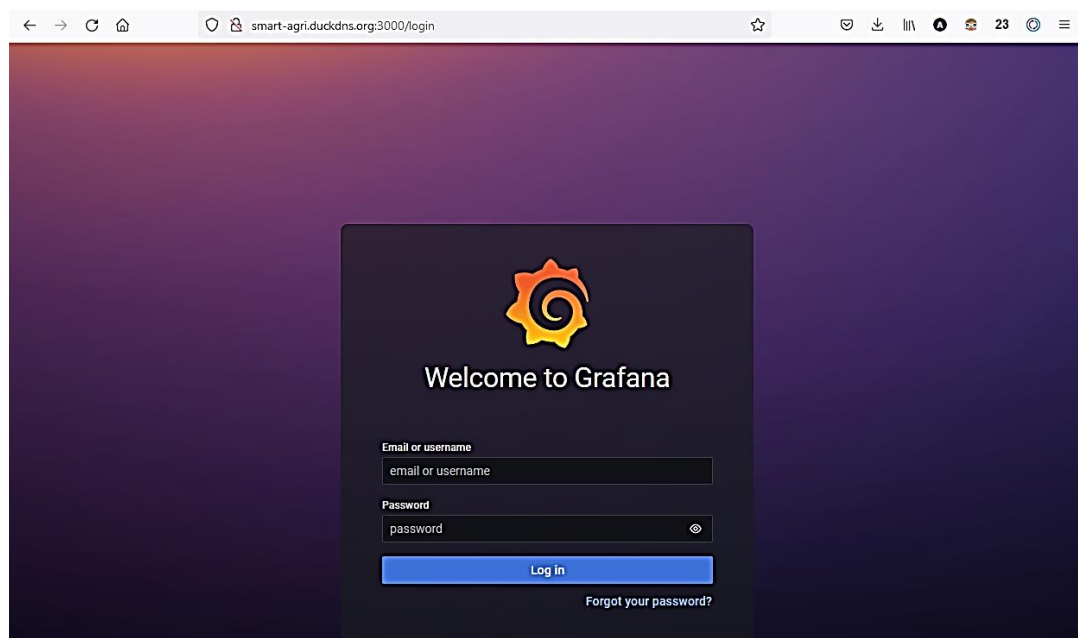 smart-agri.duckdns.org:3000/login
23
Welcome to Grafana
Email or username
email or username
Password
password
Log in
Forgot your password?